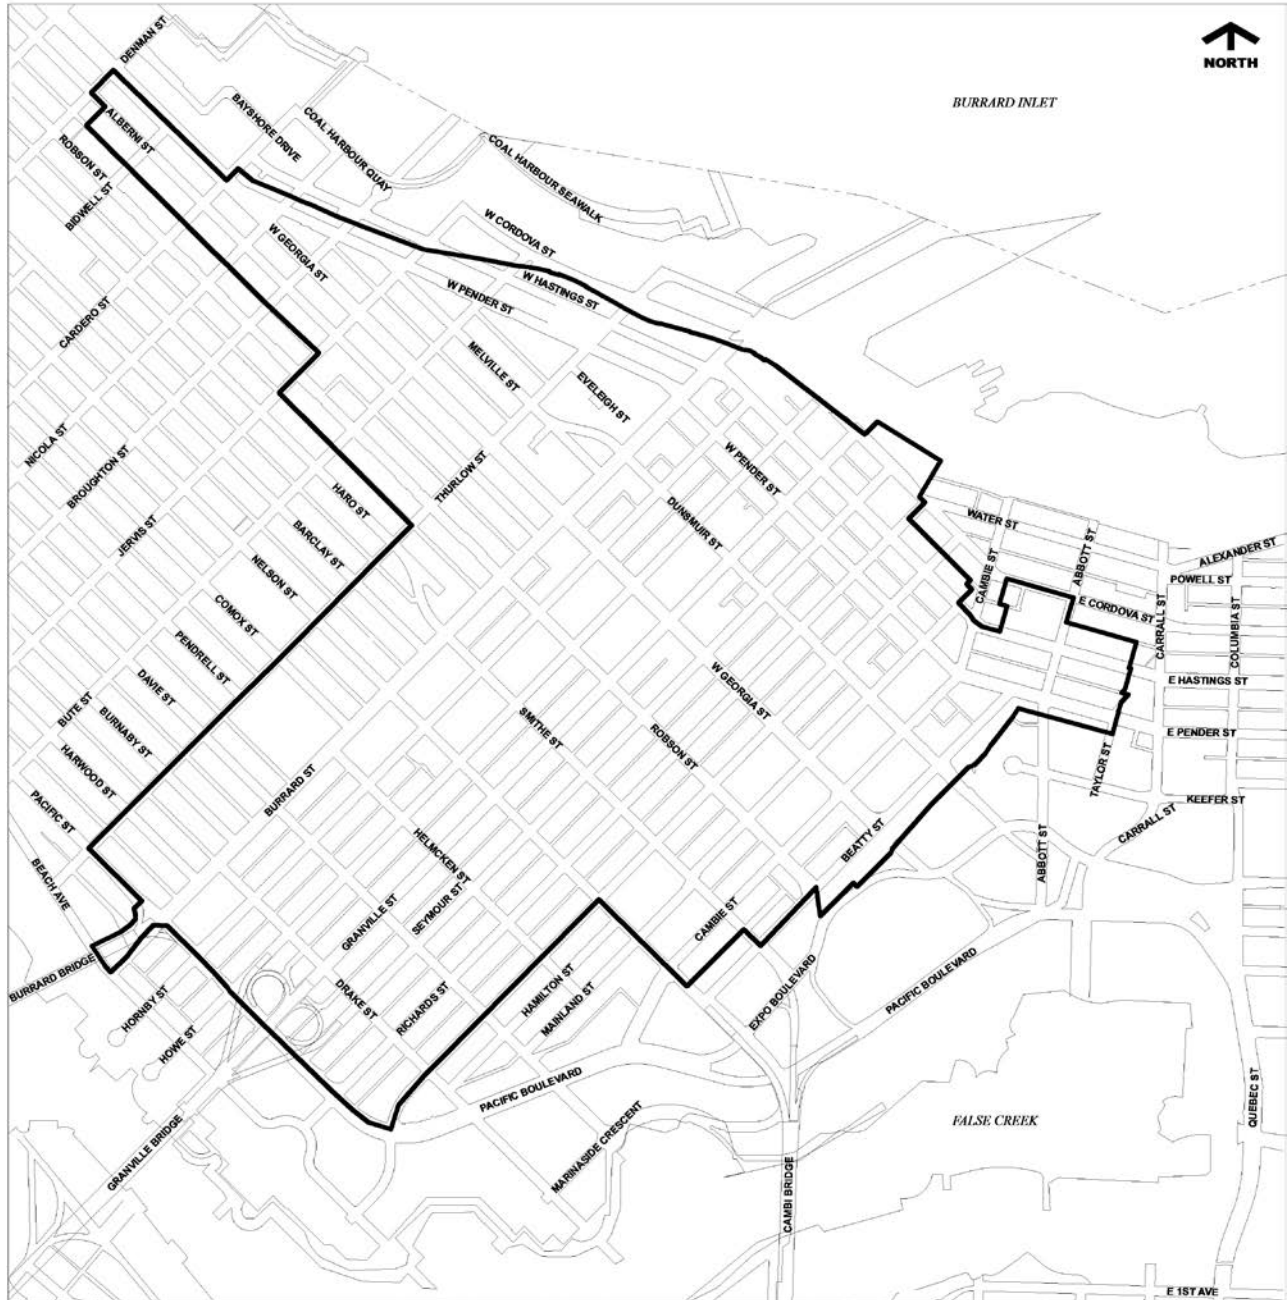 DENMAN ST
NORTH
BURRARD INLET
BAYSHORE DRIVE
COAL HARBOUR QUAY
ALBERNI ST
ROBSON ST
COAL HARBOUR SEAWALK
BIDWELL ST
W CORDOVA ST
W GEORGIA ST
W HASTINGS ST
W PENDER ST
CARDERO ST
MELVILLE ST
EVELEIGH ST
NICOLA ST
BROUGHTON ST
THURLOW ST
W PENDER ST
HARO ST
DUNSMUIR ST
JERVIS ST
BARCLAY ST
WATER ST
ABBOTT ST
ALEXANDER ST
NELSON ST
CAMBIE ST
POWELL ST
COMOX ST
E CORDOVA ST
CARRALL ST
COLUMBIA ST
PENDRELL ST
DAVIE ST
E HASTINGS ST
W GEORGIA ST
BUTE ST
BURNABY ST
SMITHE ST
ROBSON ST
E PENDER ST
HARWOOD ST
TAYLOR ST
BURRARD ST
PACIFIC ST
KEEFER ST
CARRALL ST
BEATTY ST
ABBOTT ST
HELMCKEN ST
BEACH AVE
SEYMOUR ST
GRANVILLE ST
CAMBIE ST
BURRARD BRIDGE
HAMILTON ST
MAINLAND ST
EXPO BOULEVARD
PACIFIC BOULEVARD
DRAKE ST
RICHARDS ST
HORNBY ST
HOWE ST
PACIFIC BOULEVARD
QUEBEC ST
FALSE CREEK
GRANVILLE BRIDGE
MARINASIDE CRESCENT
CAMBI BRIDGE
E 1ST AVE